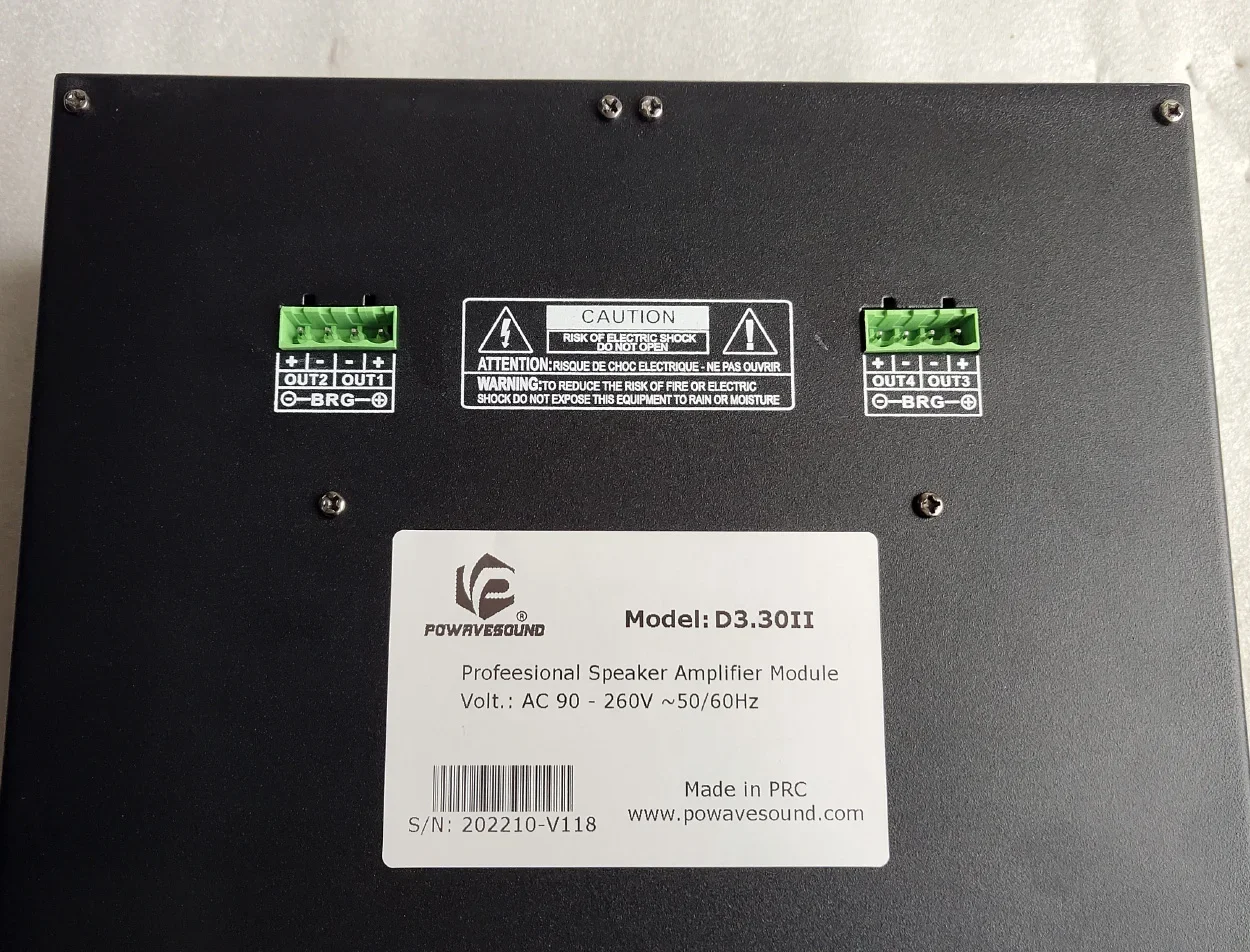 + - - +
OUT2 OUT1
⊖-BRG-⊕
CAUTION
RISK OF ELECTRIC SHOCK
DO NOT OPEN
ATTENTION: RISQUE DE CHOC ELECTRIQUE - NE PAS OUVRIR
WARNING: TO REDUCE THE RISK OF FIRE OR ELECTRIC
SHOCK DO NOT EXPOSE THIS EQUIPMENT TO RAIN OR MOISTURE
+ - - +
OUT4 OUT3
⊖-BRG-⊕
®
POWAVESOUND
Model: D3.30II
Profeesional Speaker Amplifier Module
Volt.: AC 90 - 260V ~50/60Hz
S/N: 202210-V118
Made in PRC
www.powavesound.com